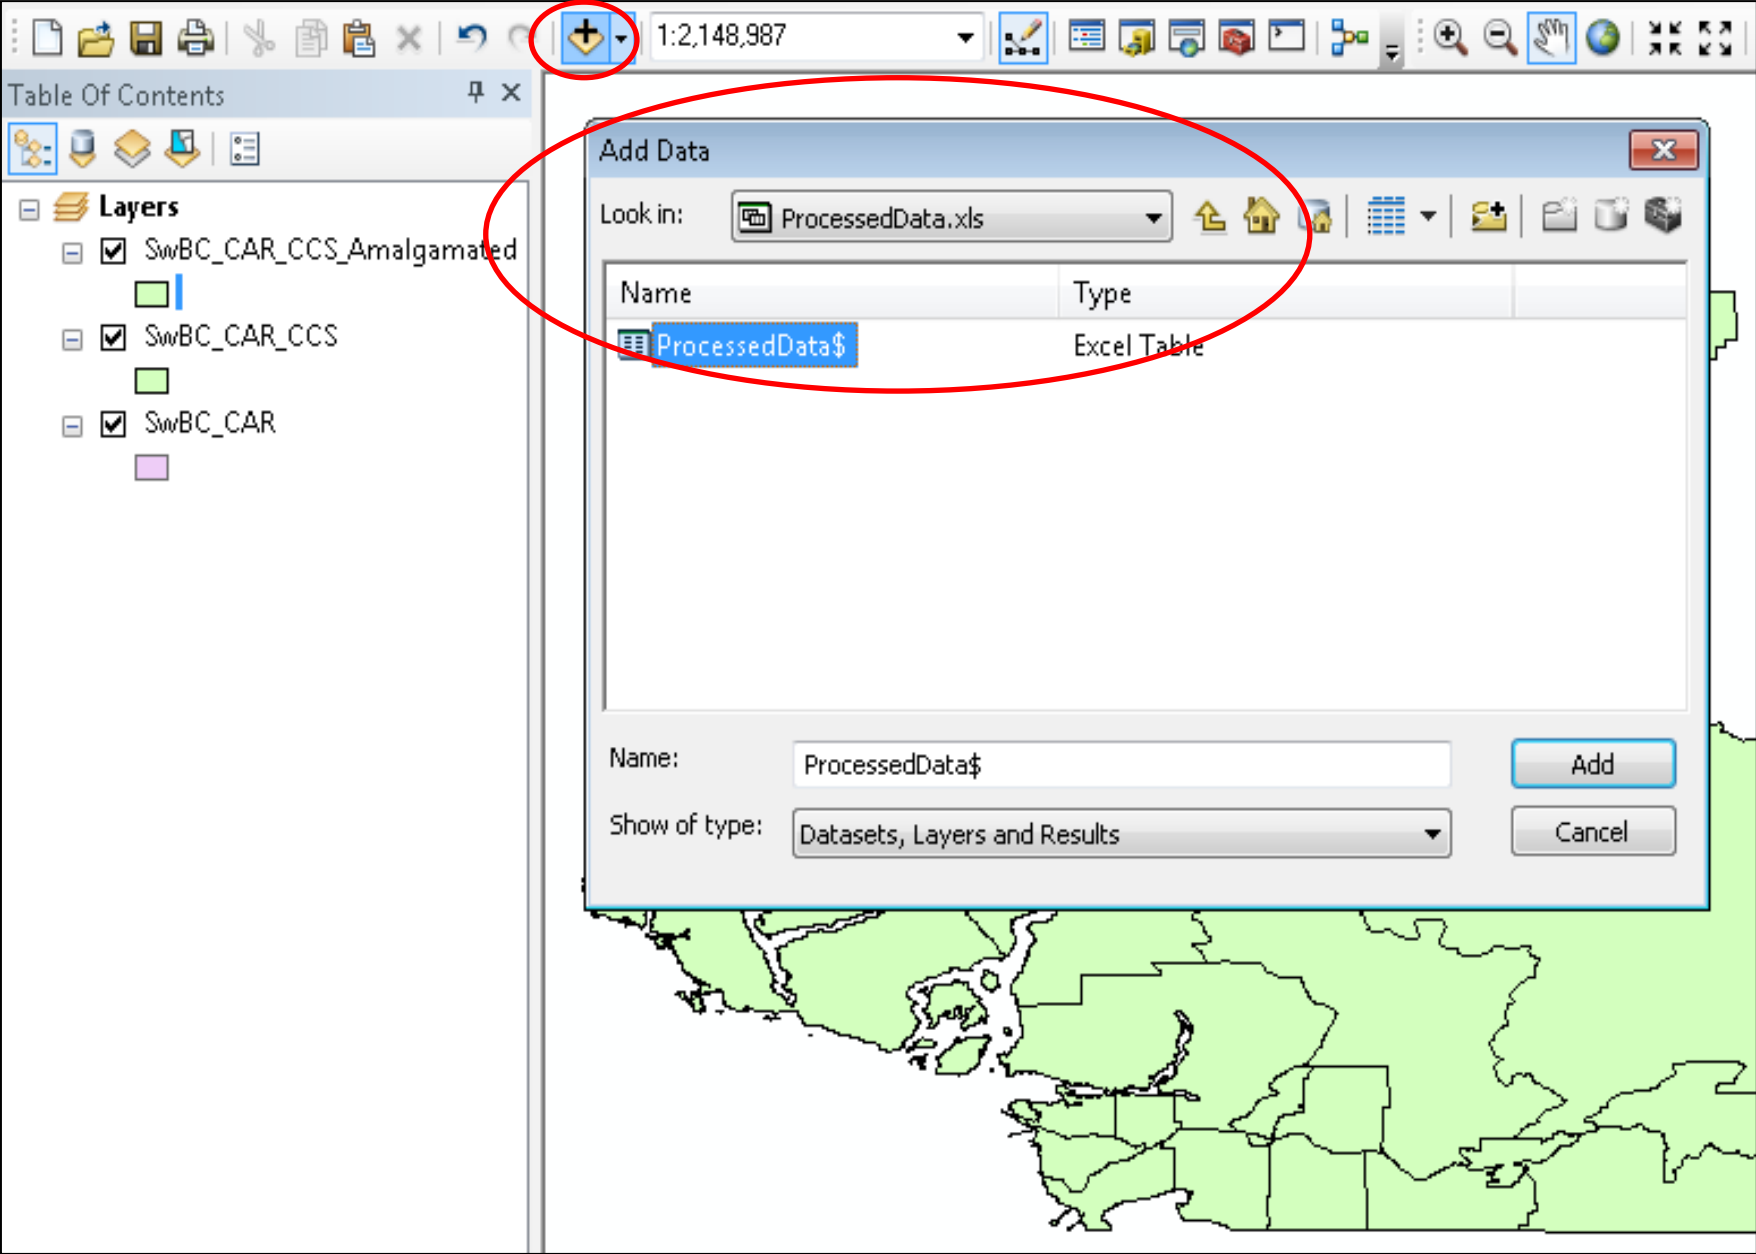 1:2,148,987
Table Of Contents
Layers
SwBC_CAR_CCS_Amalgamated
SwBC_CAR_CCS
SwBC_CAR
Add Data
Look in: ProcessedData.xls
Name Type
ProcessedData$ Excel Table
Name: ProcessedData$ Add
Show of type: Datasets, Layers and Results Cancel